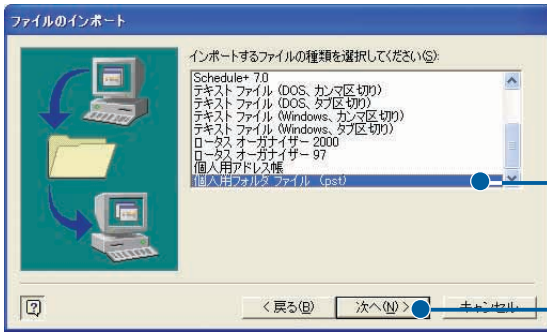 ファイルのインポート
インポートするファイルの種類を選択してください(S):
Schedule+ 7.0
テキスト ファイル (DOS、カンマ区切り)
テキスト ファイル (DOS、タブ区切り)
テキスト ファイル (Windows、カンマ区切り)
テキスト ファイル (Windows、タブ区切り)
ロータス オーガナイザー 2000
ロータス オーガナイザー 97
個人用アドレス帳
個人用フォルダ ファイル (pst)
< 戻る(B)
次へ(N) >
キャンセル